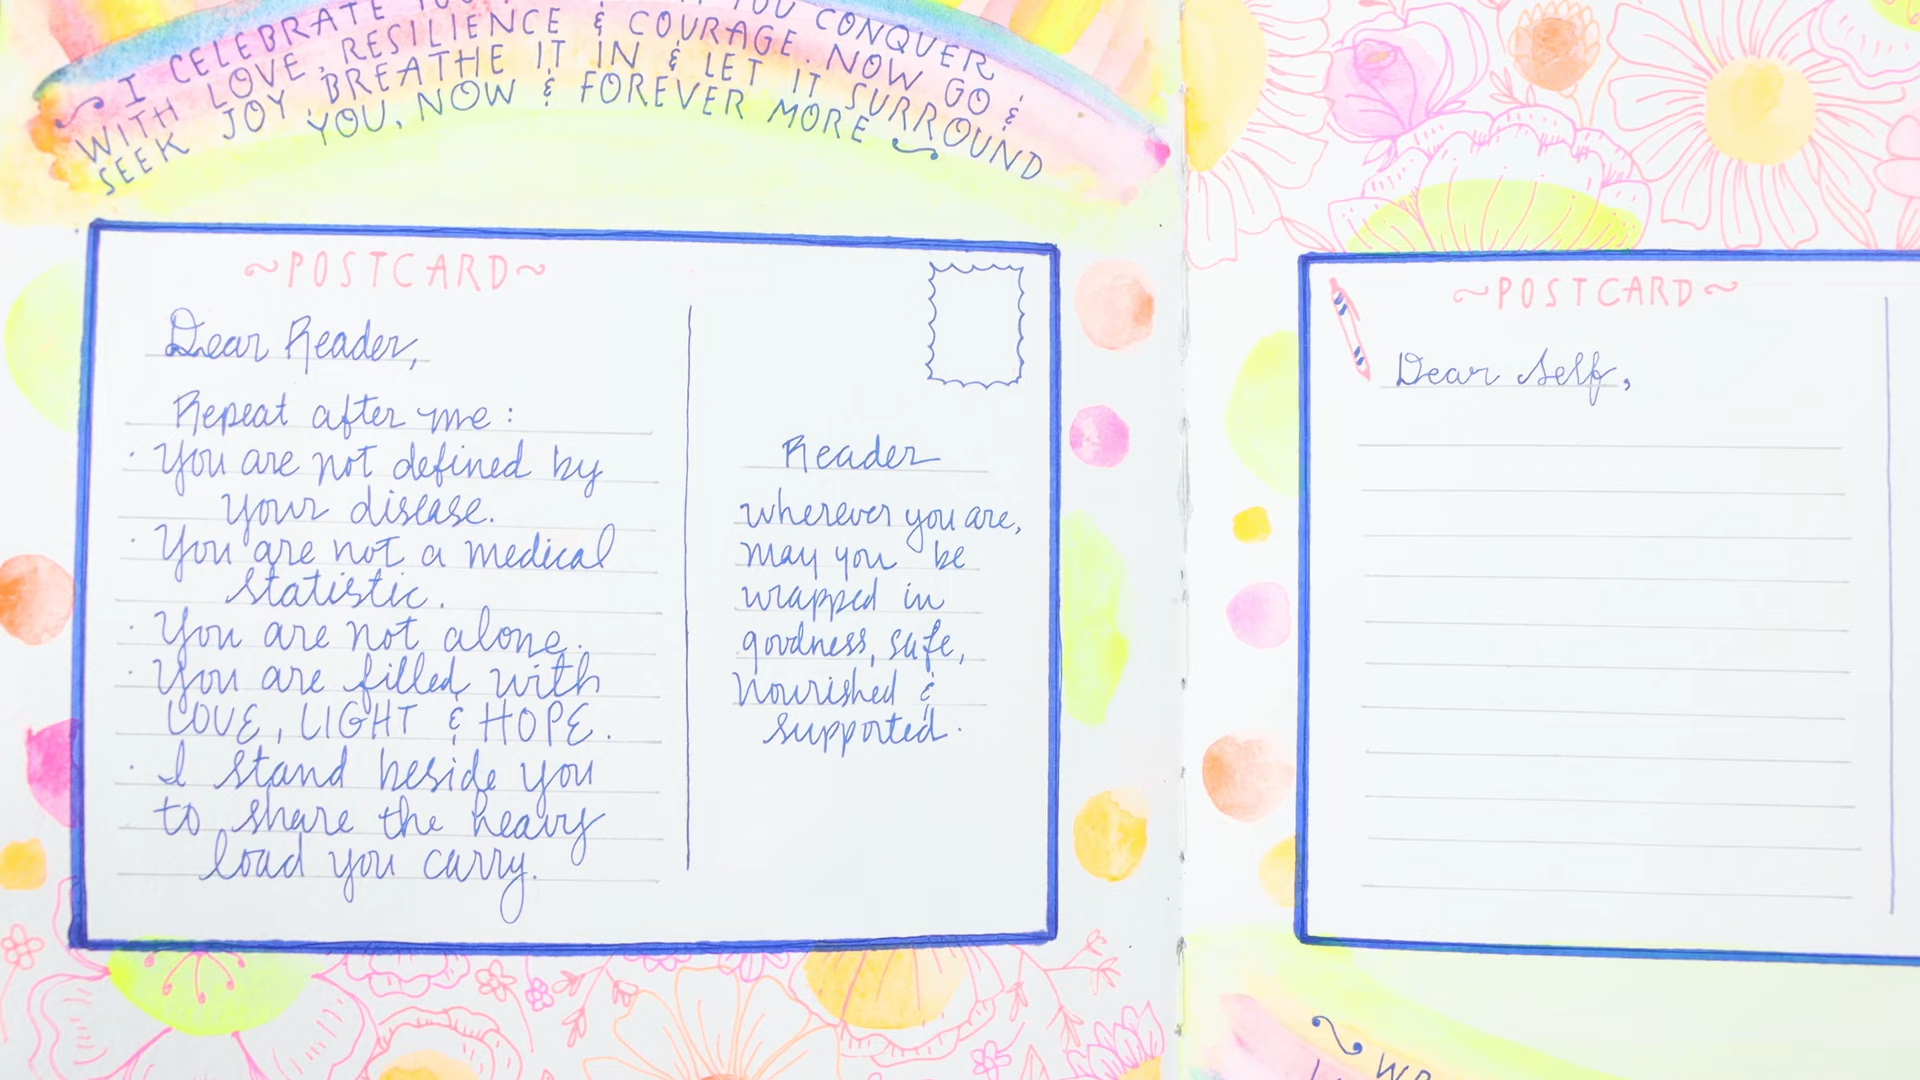 I CELEBRATE YOU CONQUER
WITH LOVE, RESILIENCE & COURAGE. NOW GO &
SEEK JOY, BREATHE IT IN & LET IT SURROUND
YOU, NOW & FOREVER MORE
~POSTCARD~
Dear Reader,
Repeat after me:
· You are not defined by
your disease.
· You are not a medical
statistic.
· You are not alone.
· You are filled with
LOVE, LIGHT & HOPE.
· I stand beside you
to share the heavy
load you carry.
Reader
wherever you are,
may you be
wrapped in
goodness, safe,
nourished &
supported.
~POSTCARD~
Dear Self,